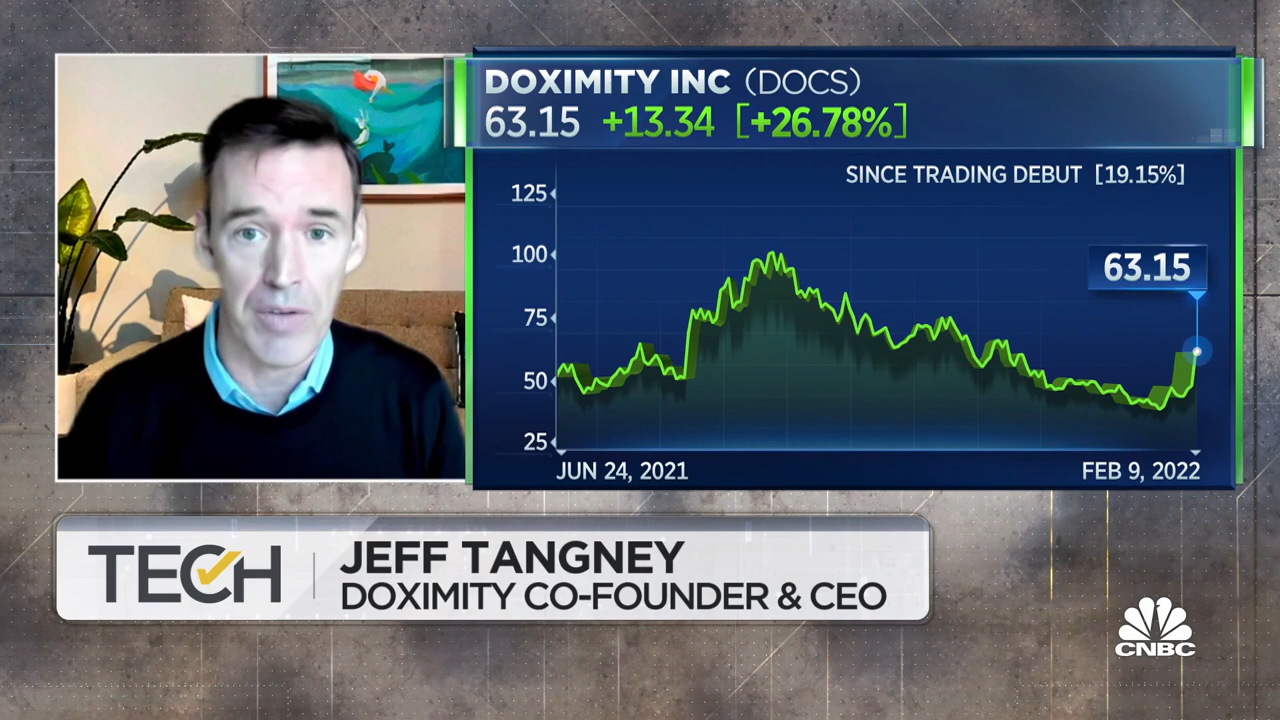 DOXIMITY INC (DOCS)
63.15 +13.34 [+26.78%]
SINCE TRADING DEBUT [19.15%]
125
100
75
50
25
63.15
JUN 24, 2021 FEB 9, 2022
TECH
JEFF TANGNEY
DOXIMITY CO-FOUNDER & CEO
CNBC